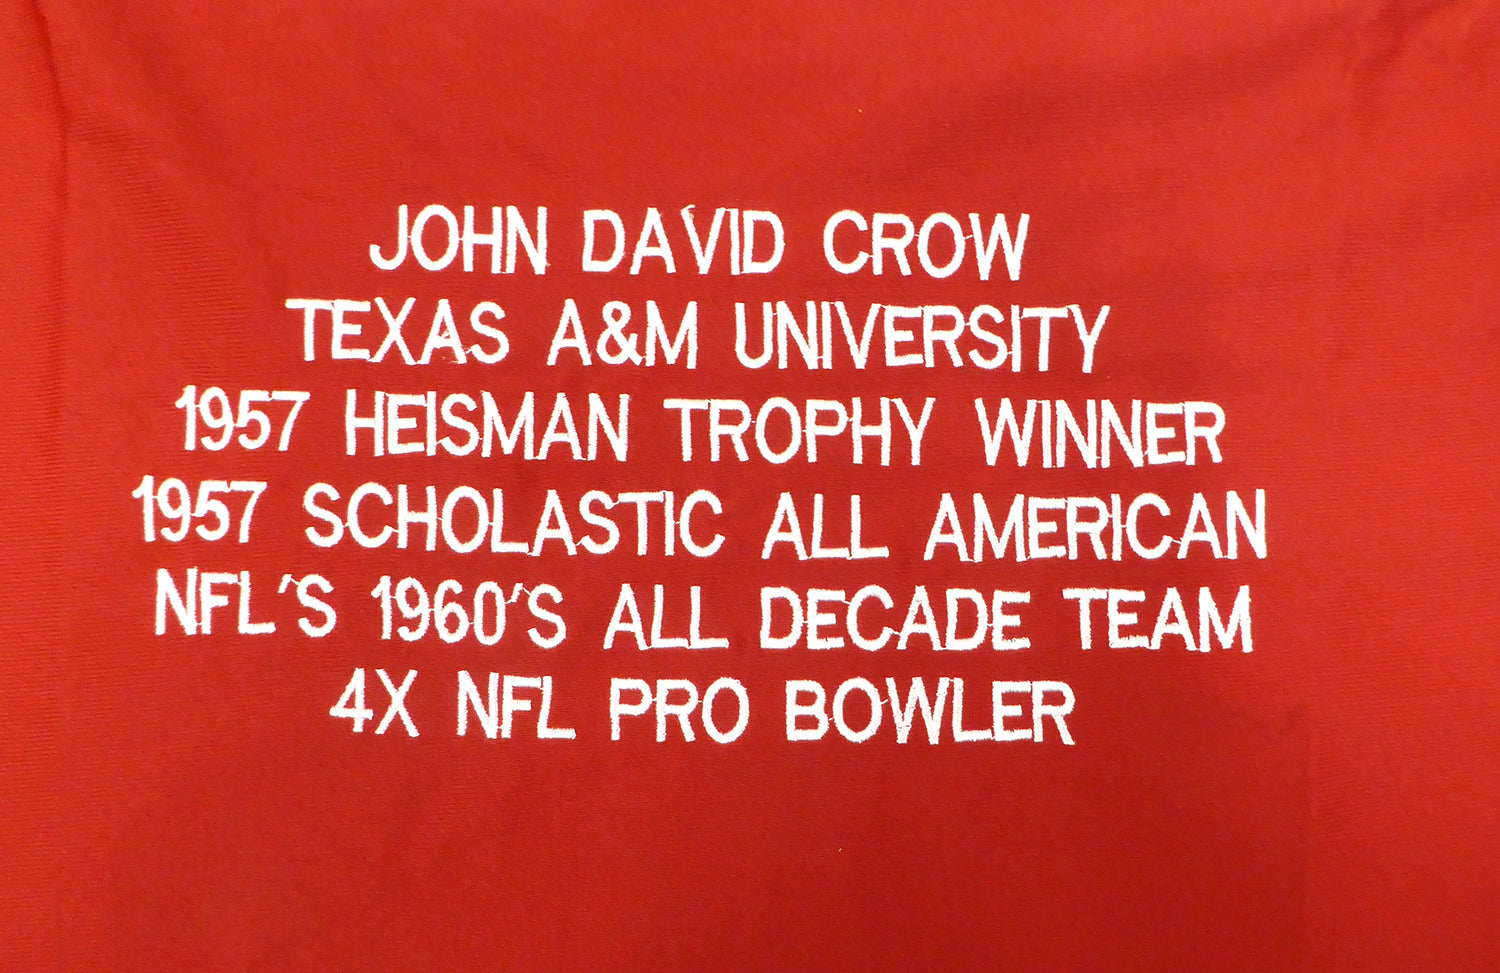 JOHN DAVID CROW
TEXAS A&M UNIVERSITY
1957 HEISMAN TROPHY WINNER
1957 SCHOLASTIC ALL AMERICAN
NFL'S 1960'S ALL DECADE TEAM
4X NFL PRO BOWLER